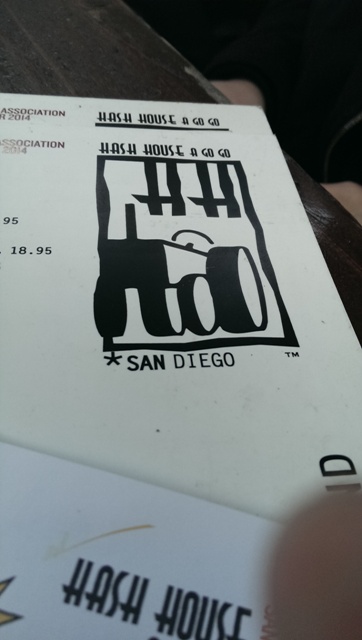 ASSOCIATION
2014
HASH HOUSE A GO GO
ASSOCIATION
2014
HASH HOUSE A GO GO
HH
95
18.95
*SAN DIEGO
TM
HASH HOUSE